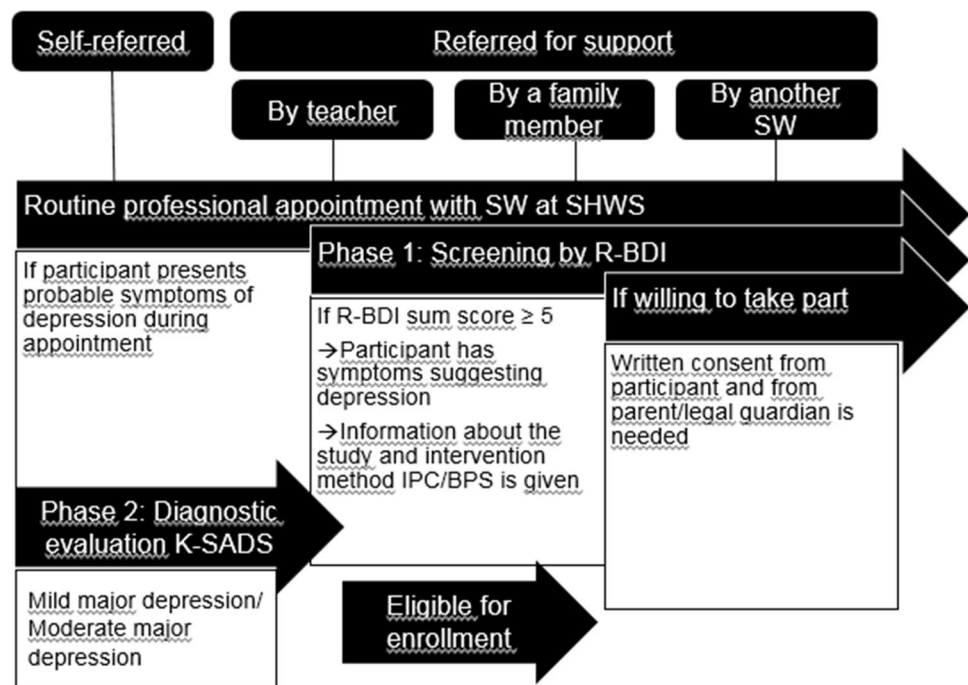 Self-referred
Referred for support
By teacher
By a family
member
By another
SW
Routine professional appointment with SW at SHWS
If participant presents
probable symptoms of
depression during
appointment
Phase 1: Screening by R-BDI
If R-BDI sum score ≥ 5
→Participant has
symptoms suggesting
depression
→Information about the
study and intervention
method IPC/BPS is given
If willing to take part
Written consent from
participant and from
parent/legal guardian is
needed
Phase 2: Diagnostic
evaluation K-SADS
Mild major depression/
Moderate major
depression
Eligible for
enrollment